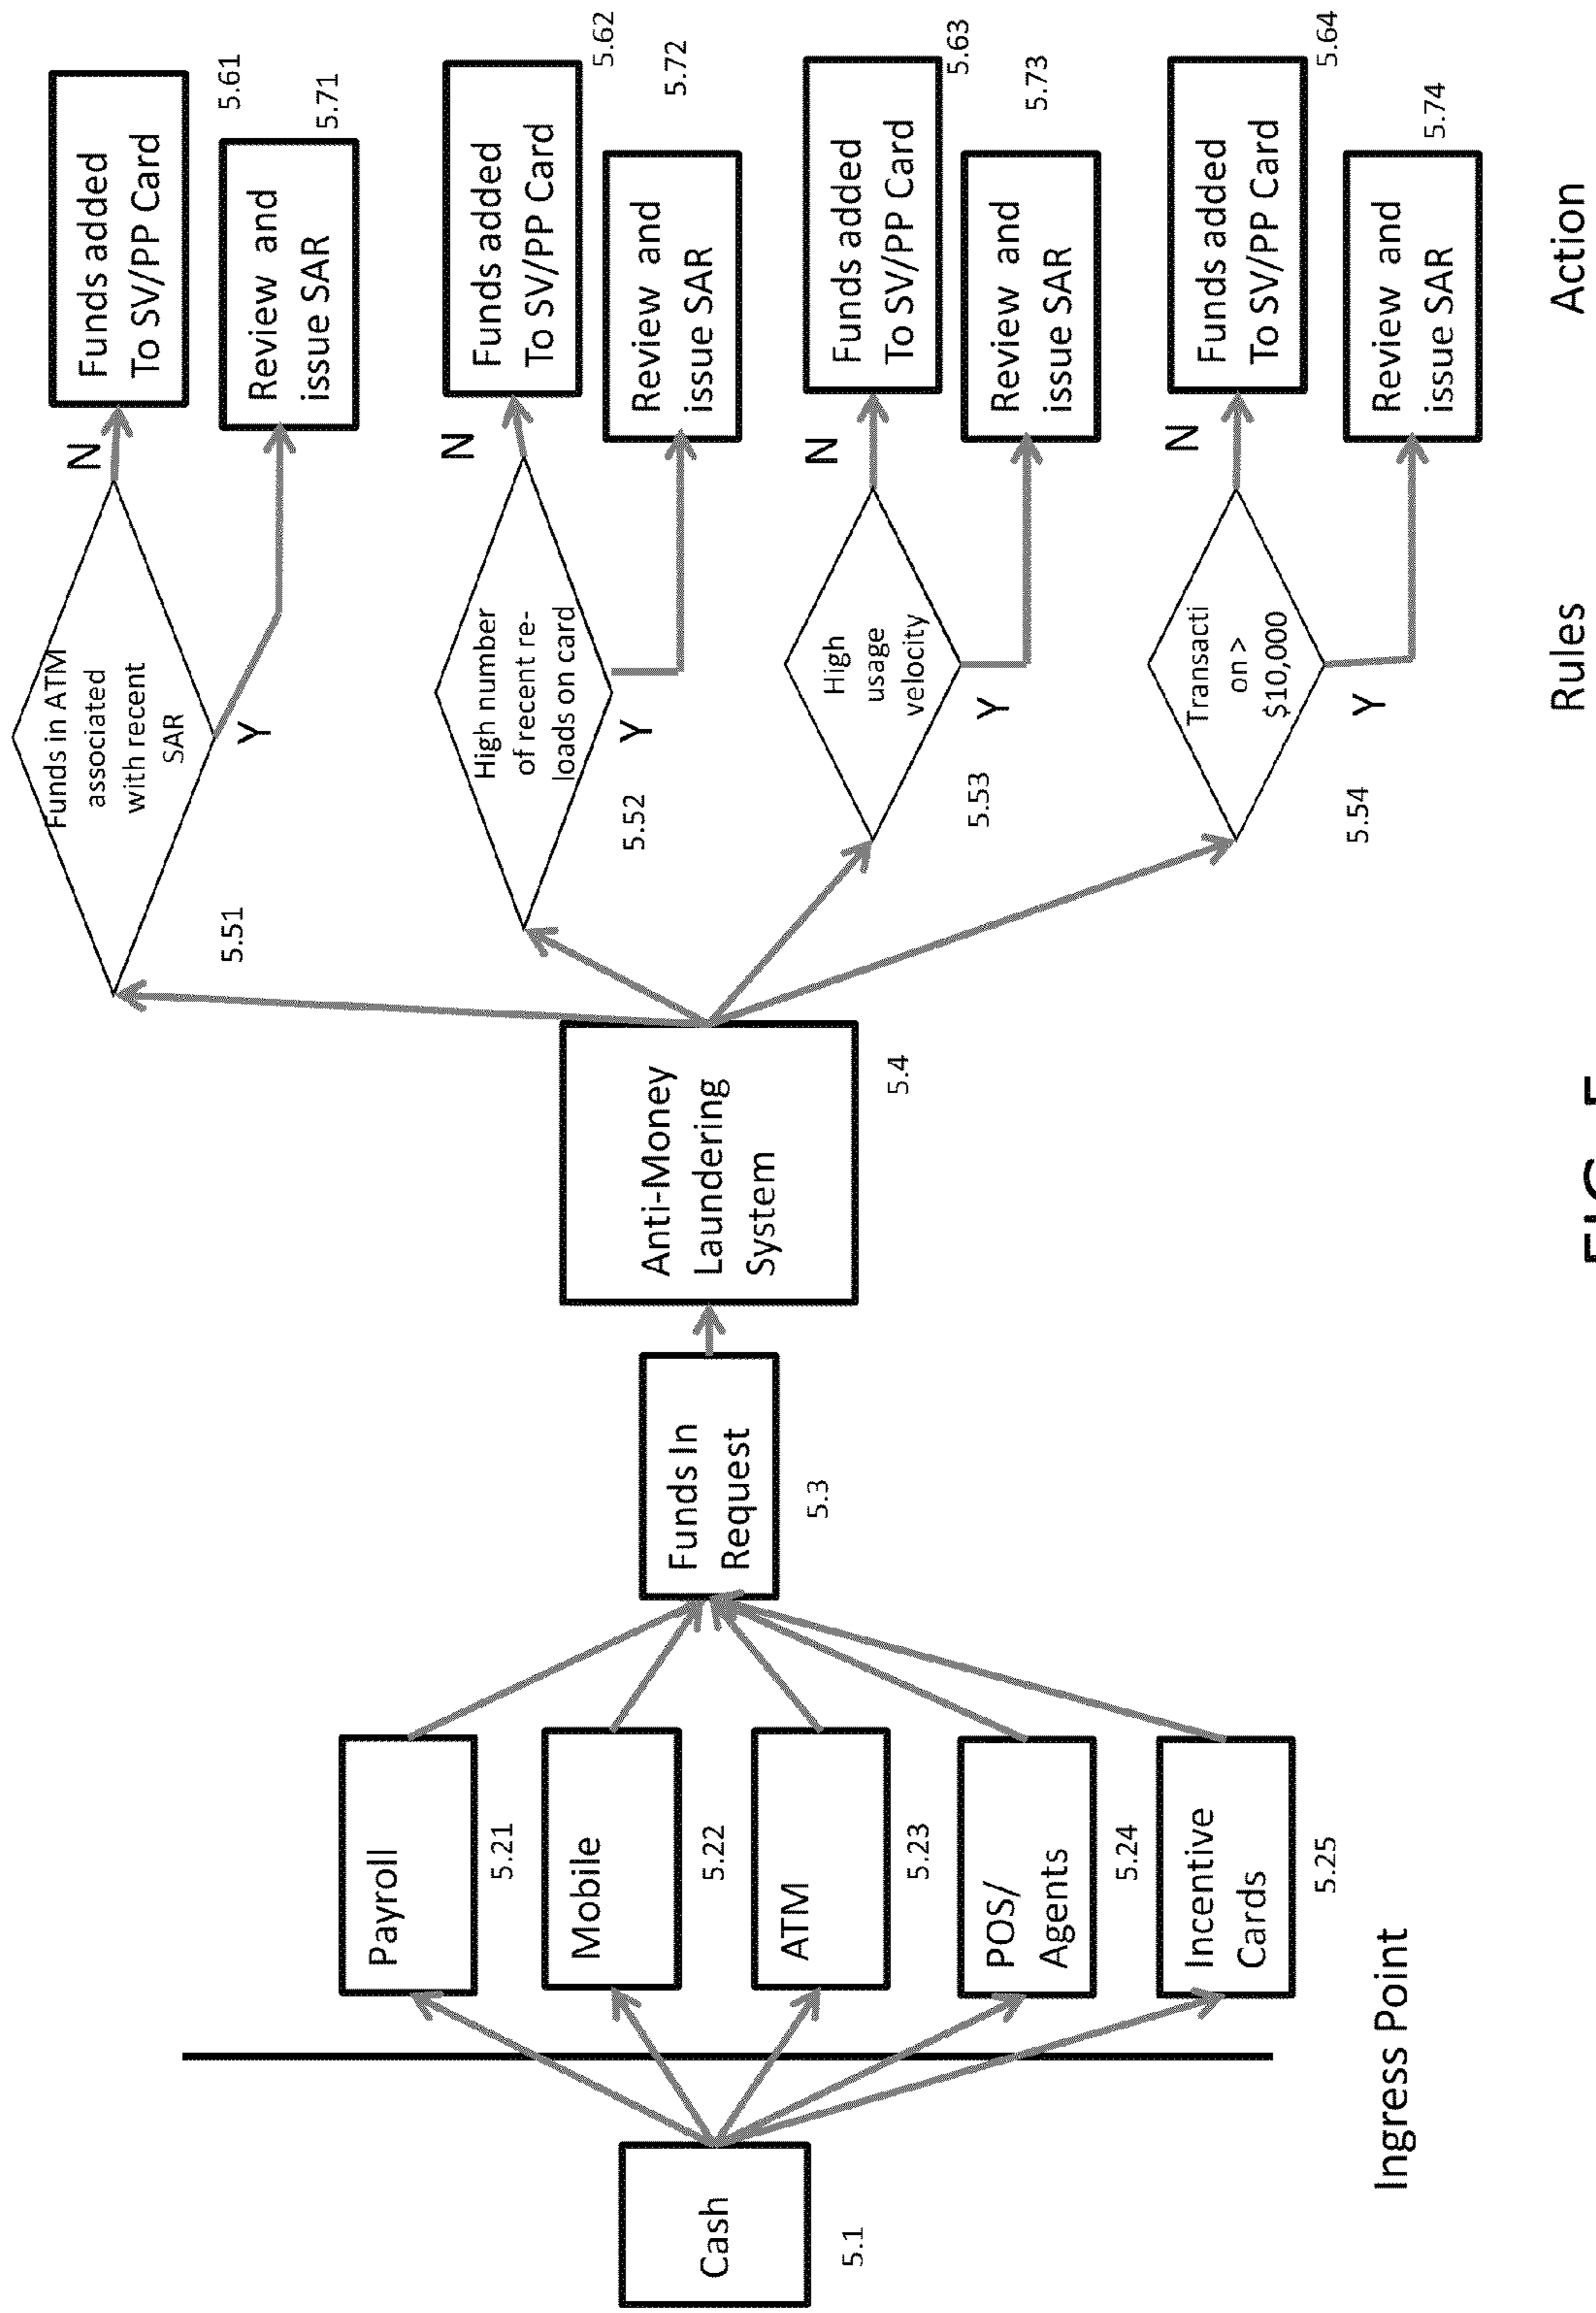 Cash
5.1
Payroll
5.21
Mobile
5.22
ATM
5.23
POS/
Agents
5.24
Incentive
Cards
5.25
Ingress Point
Funds In
Request
5.3
Anti-Money
Laundering
System
5.4
Funds in ATM
associated
with recent
SAR
5.51
N
Y
Funds added
To SV/PP Card
5.61
Review and
issue SAR
5.71
High number
of recent re-
loads on card
5.52
N
Y
Funds added
To SV/PP Card
5.62
Review and
issue SAR
5.72
High
usage
velocity
5.53
N
Y
Funds added
To SV/PP Card
5.63
Review and
issue SAR
5.73
Transacti
on >
$10,000
5.54
N
Y
Funds added
To SV/PP Card
5.64
Review and
issue SAR
5.74
Rules
Action